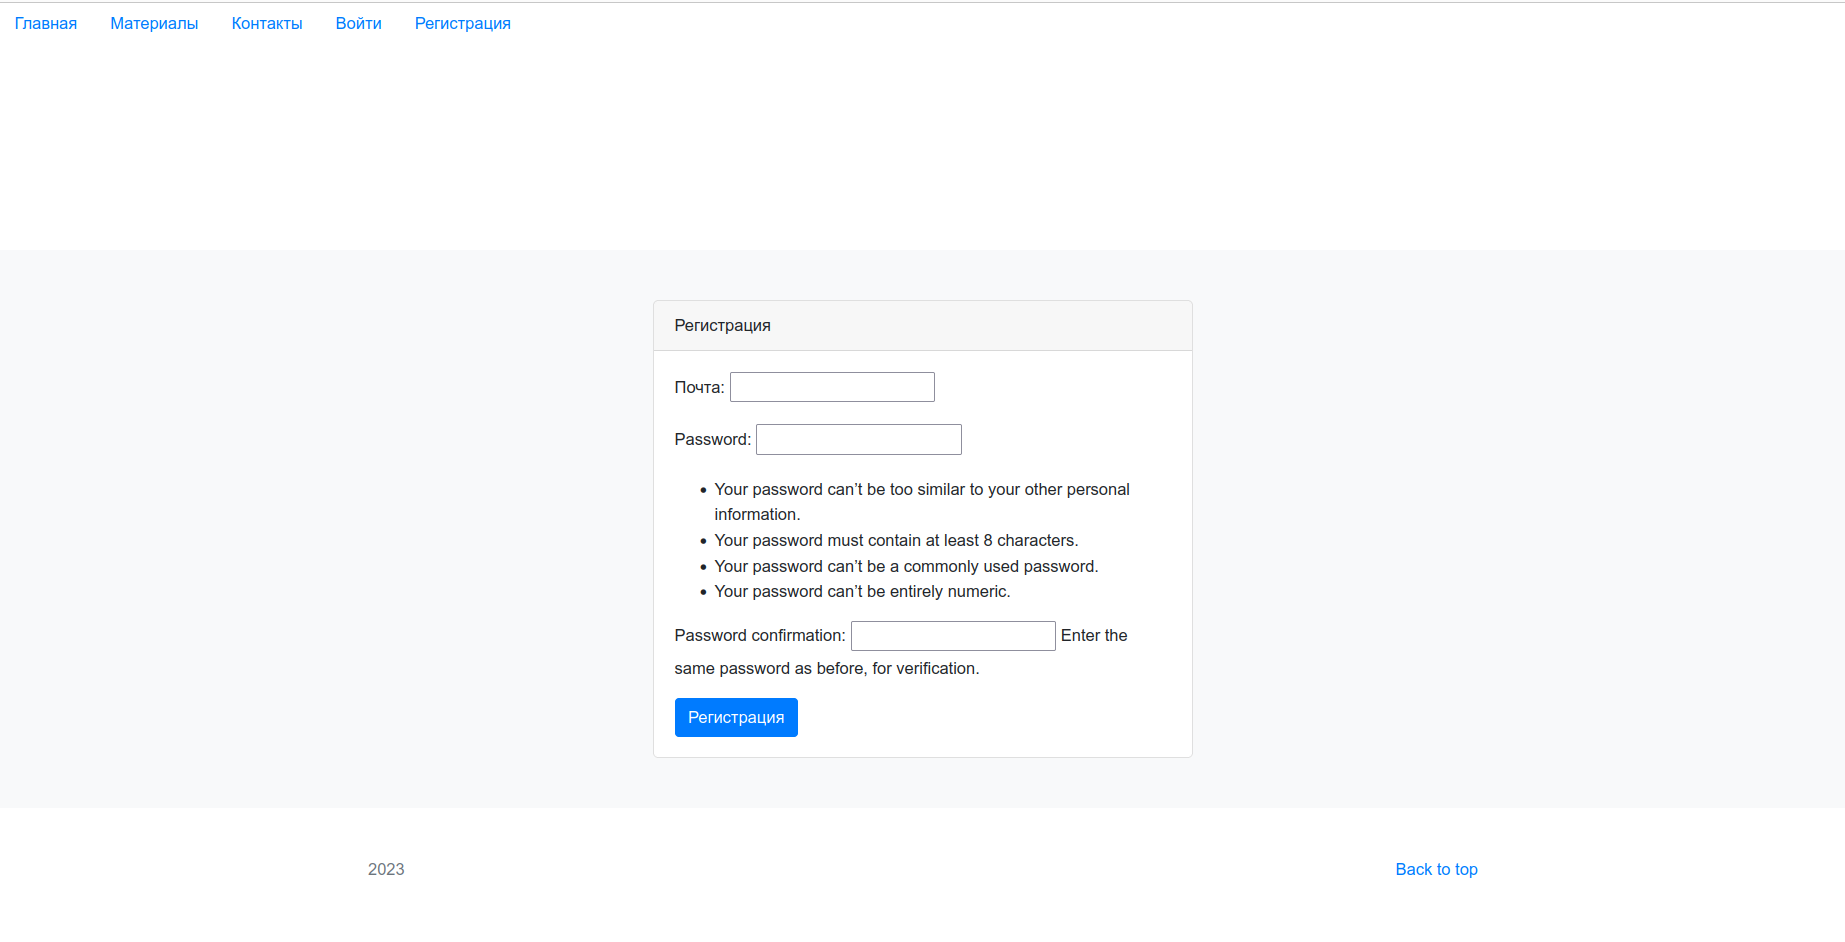 Главная Материалы Контакты Войти Регистрация
Регистрация
Почта:
Password:
Your password can’t be too similar to your other personal
information.
Your password must contain at least 8 characters.
Your password can’t be a commonly used password.
Your password can’t be entirely numeric.
Password confirmation: Enter the
same password as before, for verification.
Регистрация
2023 Back to top